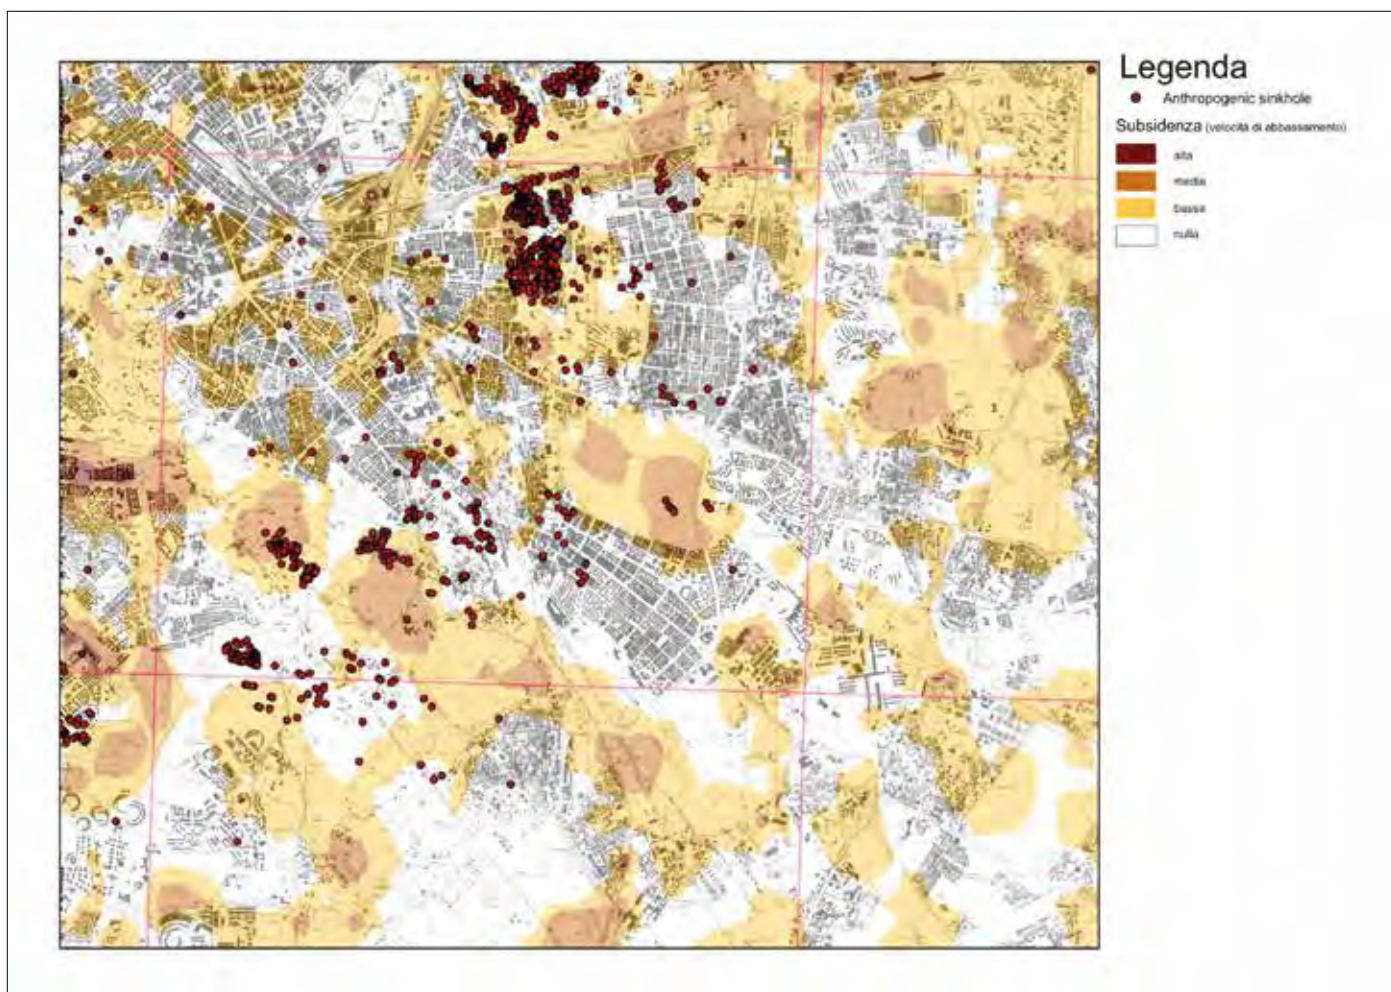 Legenda
Anthropogenic sinkhole
Subsidenza (velocità di abbassamento)
alta
media
bassa
nulla